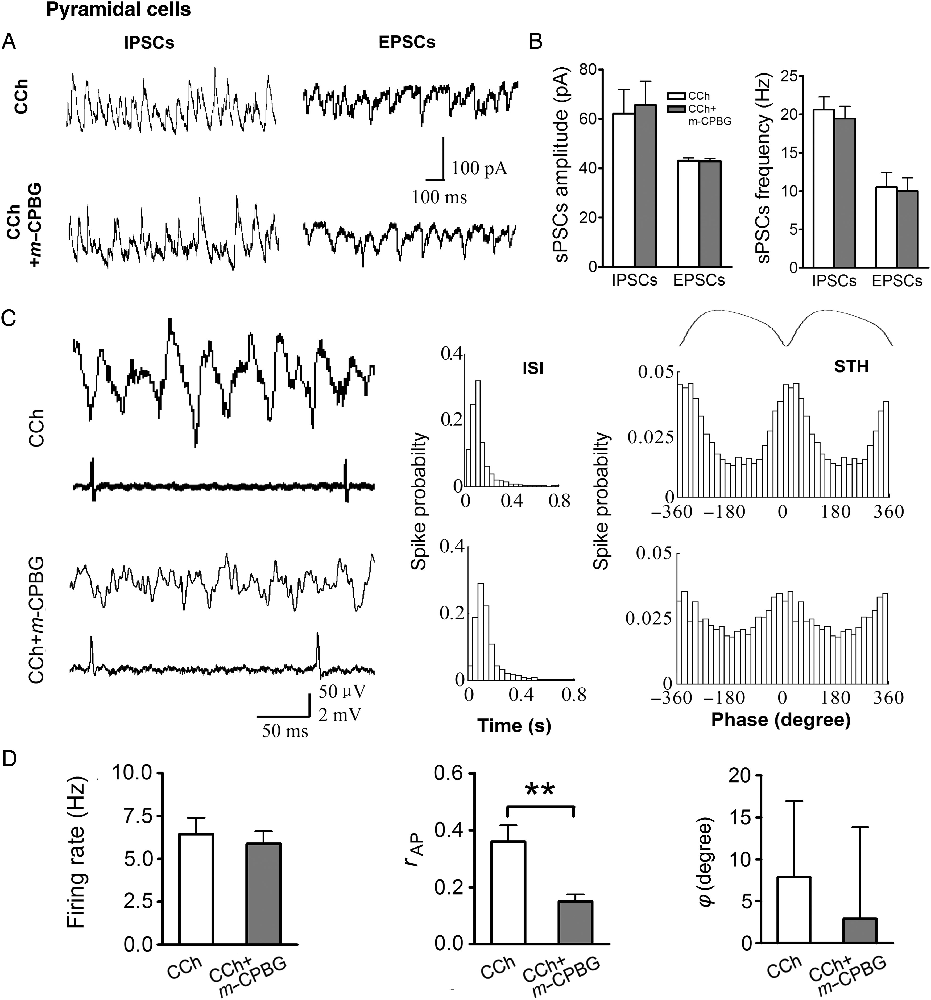 Pyramidal cells
A
IPSCs
EPSCs
B
CCh
100 pA
100 ms
CCh
+m–CPBG
sPSCs amplitude (pA)
80
60
40
20
0
CCh
CCh+
m-CPBG
IPSCs
EPSCs
sPSCs frequency (Hz)
25
20
15
10
5
0
IPSCs
EPSCs
C
CCh
CCh+m-CPBG
50 µV
2 mV
50 ms
Spike probabilty
ISI
0.4
0.2
0
0
0.4
0.8
0.4
0.2
0
0
0.4
0.8
Time (s)
Spike probabilty
STH
0.05
0.025
0
−360
−180
0
180
360
0.05
0.025
0
−360
−180
0
180
360
Phase (degree)
D
Firing rate (Hz)
10.0
7.5
5.0
2.5
0.0
CCh
CCh+
m–CPBG
r AP
0.6
0.4
0.2
0.0
**
CCh
CCh+
m–CPBG
φ (degree)
20
15
10
5
0
CCh
CCh+
m–CPBG